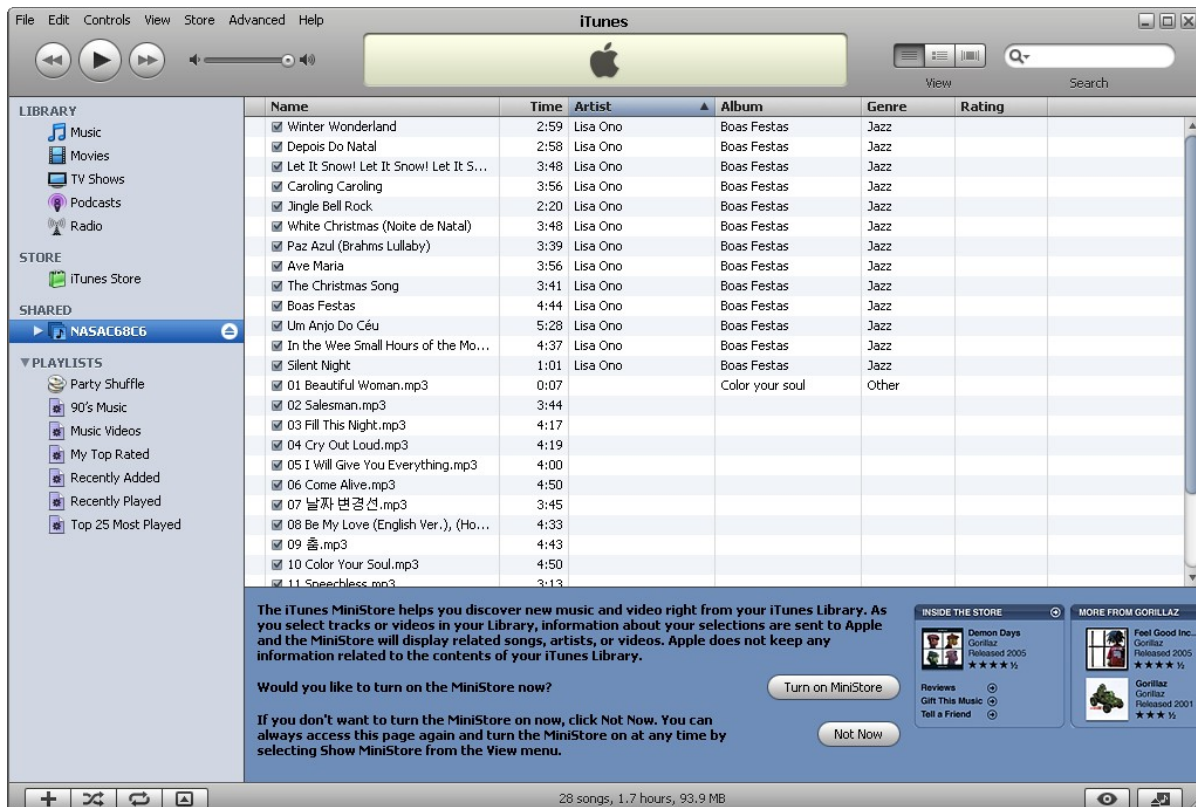 File Edit Controls View Store Advanced Help
iTunes
View
Search
LIBRARY
Music
Movies
TV Shows
Podcasts
Radio
STORE
iTunes Store
SHARED
NASAC68C6
PLAYLISTS
Party Shuffle
90's Music
Music Videos
My Top Rated
Recently Added
Recently Played
Top 25 Most Played
Name Time Artist Album Genre Rating
Winter Wonderland 2:59 Lisa Ono Boas Festas Jazz
Depois Do Natal 2:58 Lisa Ono Boas Festas Jazz
Let It Snow! Let It Snow! Let It S... 3:48 Lisa Ono Boas Festas Jazz
Caroling Caroling 3:56 Lisa Ono Boas Festas Jazz
Jingle Bell Rock 2:20 Lisa Ono Boas Festas Jazz
White Christmas (Noite de Natal) 3:48 Lisa Ono Boas Festas Jazz
Paz Azul (Brahms Lullaby) 3:39 Lisa Ono Boas Festas Jazz
Ave Maria 3:56 Lisa Ono Boas Festas Jazz
The Christmas Song 3:41 Lisa Ono Boas Festas Jazz
Boas Festas 4:44 Lisa Ono Boas Festas Jazz
Um Anjo Do Céu 5:28 Lisa Ono Boas Festas Jazz
In the Wee Small Hours of the Mo... 4:37 Lisa Ono Boas Festas Jazz
Silent Night 1:01 Lisa Ono Boas Festas Jazz
01 Beautiful Woman.mp3 0:07 Color your soul Other
02 Salesman.mp3 3:44
03 Fill This Night.mp3 4:17
04 Cry Out Loud.mp3 4:19
05 I Will Give You Everything.mp3 4:00
06 Come Alive.mp3 4:50
07 날짜 변경선.mp3 3:45
08 Be My Love (English Ver.), (Ho... 4:33
09 춤.mp3 4:43
10 Color Your Soul.mp3 4:50
11 Speechless.mp3 3:13
The iTunes MiniStore helps you discover new music and video right from your iTunes Library. As
you select tracks or videos in your Library, information about your selections are sent to Apple
and the MiniStore will display related songs, artists, or videos. Apple does not keep any
information related to the contents of your iTunes Library.
Would you like to turn on the MiniStore now?
Turn on MiniStore
If you don't want to turn the MiniStore on now, click Not Now. You can
always access this page again and turn the MiniStore on at any time by
selecting Show MiniStore from the View menu.
Not Now
INSIDE THE STORE
Demon Days
Gorillaz
Released 2005
Reviews
Gift This Music
Tell a Friend
MORE FROM GORILLAZ
Feel Good Inc...
Gorillaz
Released 2005
Gorillaz
Gorillaz
Released 2001
28 songs, 1.7 hours, 93.9 MB